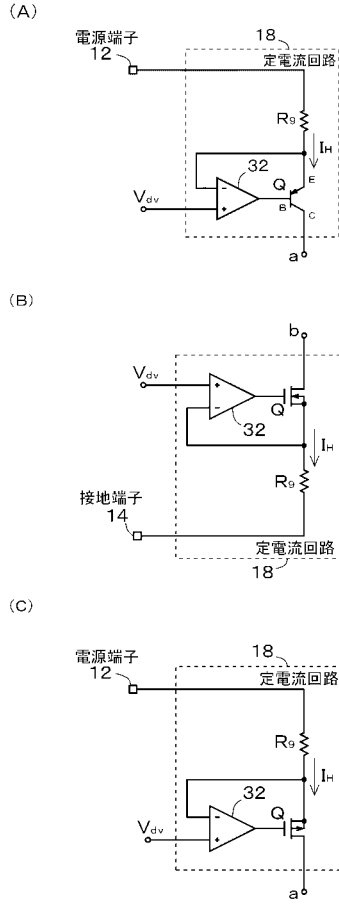 (A)
電源端子
12
18
定電流回路
R9
IH
32
Q
E
B
C
Vdv
-
+
a
(B)
b
Vdv
+
-
Q
32
IH
R9
接地端子
14
定電流回路
18
(C)
電源端子
12
18
定電流回路
R9
IH
32
Q
-
+
Vdv
a